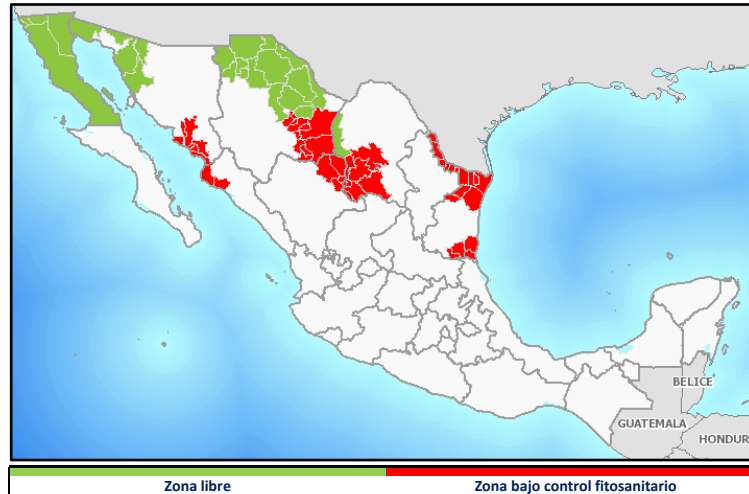 BELICE
GUATEMALA
HONDUR
Zona libre
Zona bajo control fitosanitario